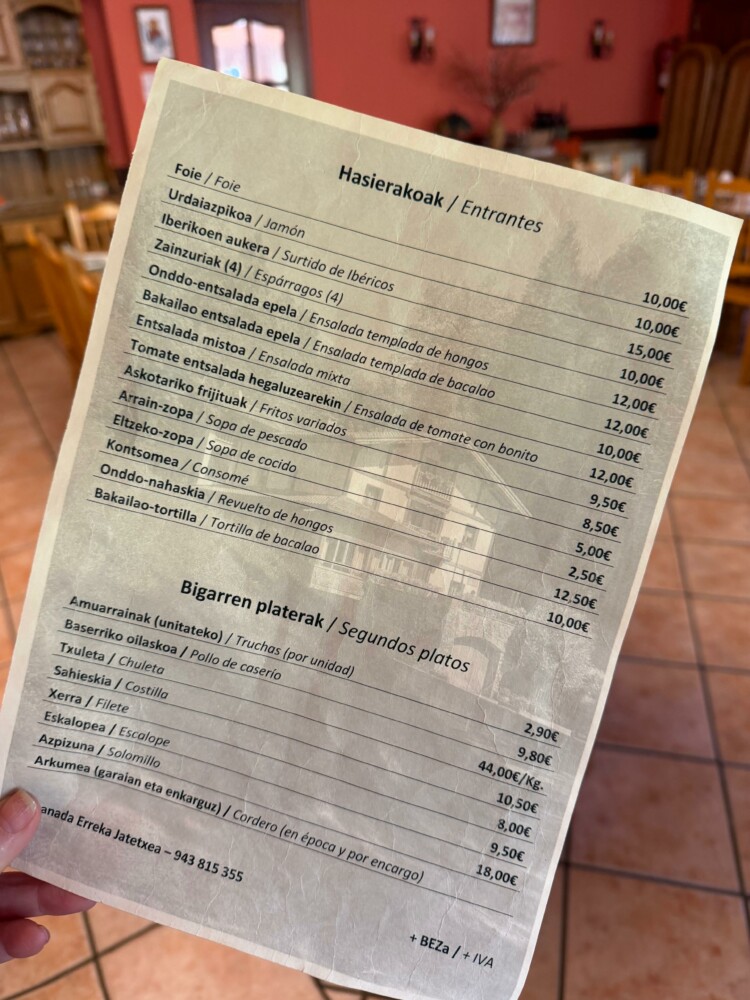 Hasierakoak / Entrantes
Foie / Foie 10,00€
Urdaiazpikoa / Jamón 10,00€
Iberikoen aukera / Surtido de Ibéricos 15,00€
Zainzuriak (4) / Espárragos (4) 10,00€
Onddo-entsalada epela / Ensalada templada de hongos 12,00€
Bakailao entsalada epela / Ensalada templada de bacalao 12,00€
Entsalada mistoa / Ensalada mixta 10,00€
Tomate entsalada hegaluzearekin / Ensalada de tomate con bonito 12,00€
Askotariko frijituak / Fritos variados 9,50€
Arrain-zopa / Sopa de pescado 8,50€
Eltzeko-zopa / Sopa de cocido 5,00€
Kontsomea / Consomé 2,50€
Onddo-nahaskia / Revuelto de hongos 12,50€
Bakailao-tortilla / Tortilla de bacalao 10,00€
Bigarren platerak / Segundos platos
Amuarrainak (unitateko) / Truchas (por unidad) 2,90€
Baserriko oilaskoa / Pollo de caserío 9,80€
Txuleta / Chuleta 44,00€/Kg.
Sahieskia / Costilla 10,50€
Xerra / Filete 8,00€
Eskalopea / Escalope 9,50€
Azpizuna / Solomillo 18,00€
Arkumea (garaian eta enkarguz) / Cordero (en época y por encargo)
anada Erreka Jatetxea – 943 815 355
+ BEZa / + IVA